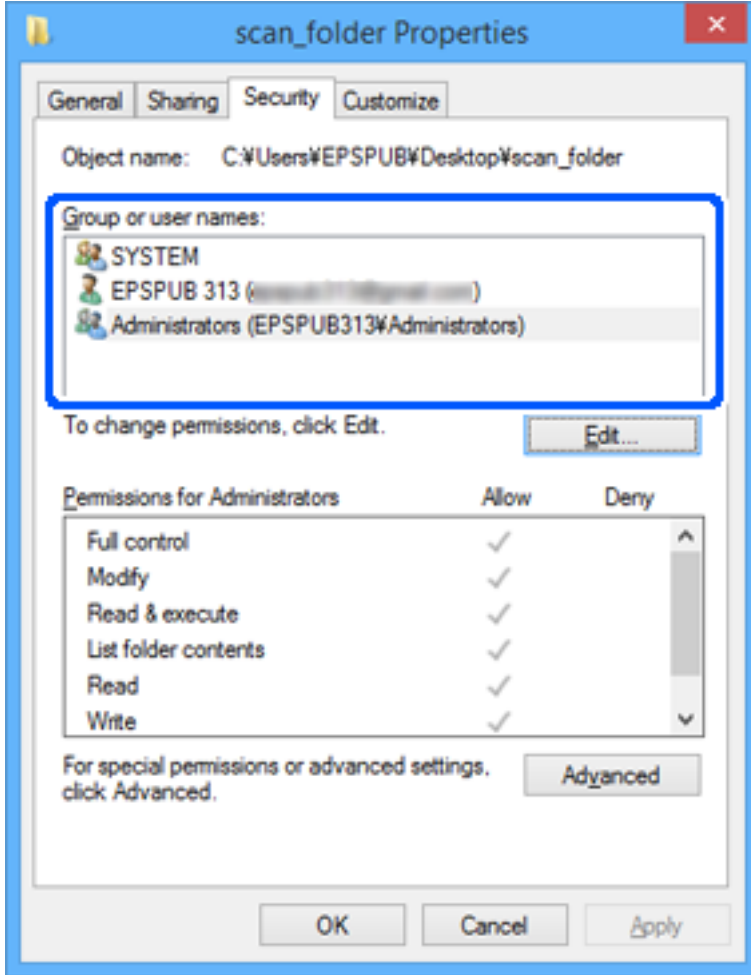 scan_folder Properties
General Sharing Security Customize
Object name: C:¥Users¥EPSPUB¥Desktop¥scan_folder
Group or user names:
SYSTEM
EPSPUB 313 ( )
Administrators (EPSPUB313¥Administrators)
To change permissions, click Edit.
Edit...
Permissions for Administrators Allow Deny
Full control
Modify
Read & execute
List folder contents
Read
Write
For special permissions or advanced settings,
click Advanced.
Advanced
OK Cancel Apply